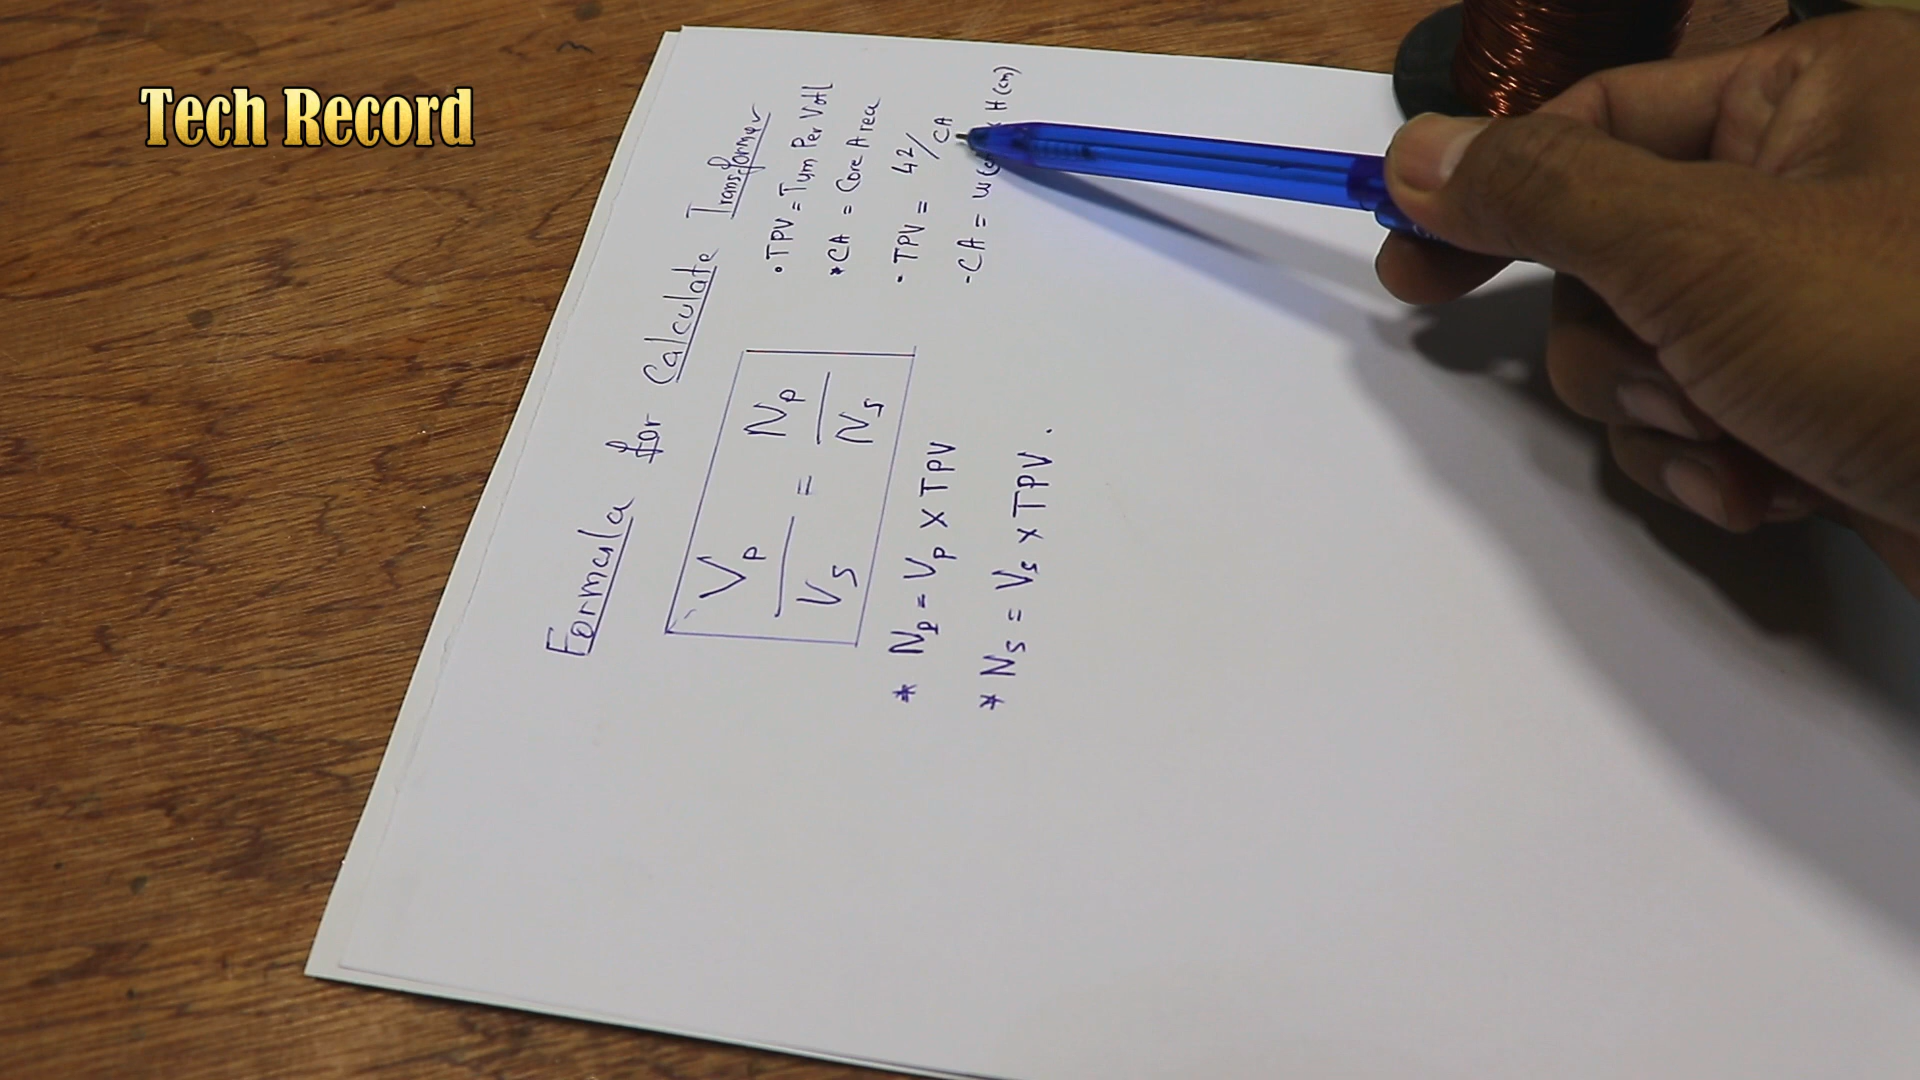 Tech Record
Formula for Calculate Transformer
Vp/Vs = Np/Ns
* Np = Vp x TPV
* Ns = Vs x TPV.
• TPV = Turn Per Volt
* CA = Core Area
- TPV = 42/CA
- CA = W( x H(cm)